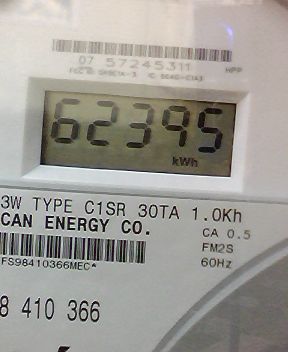 07 57245311
HPP
62395
kWh
3W TYPE C1SR 30TA 1.0Kh
CAN ENERGY CO.
CA 0.5
FM2S
FS98410366MEC*
60Hz
8 410 366